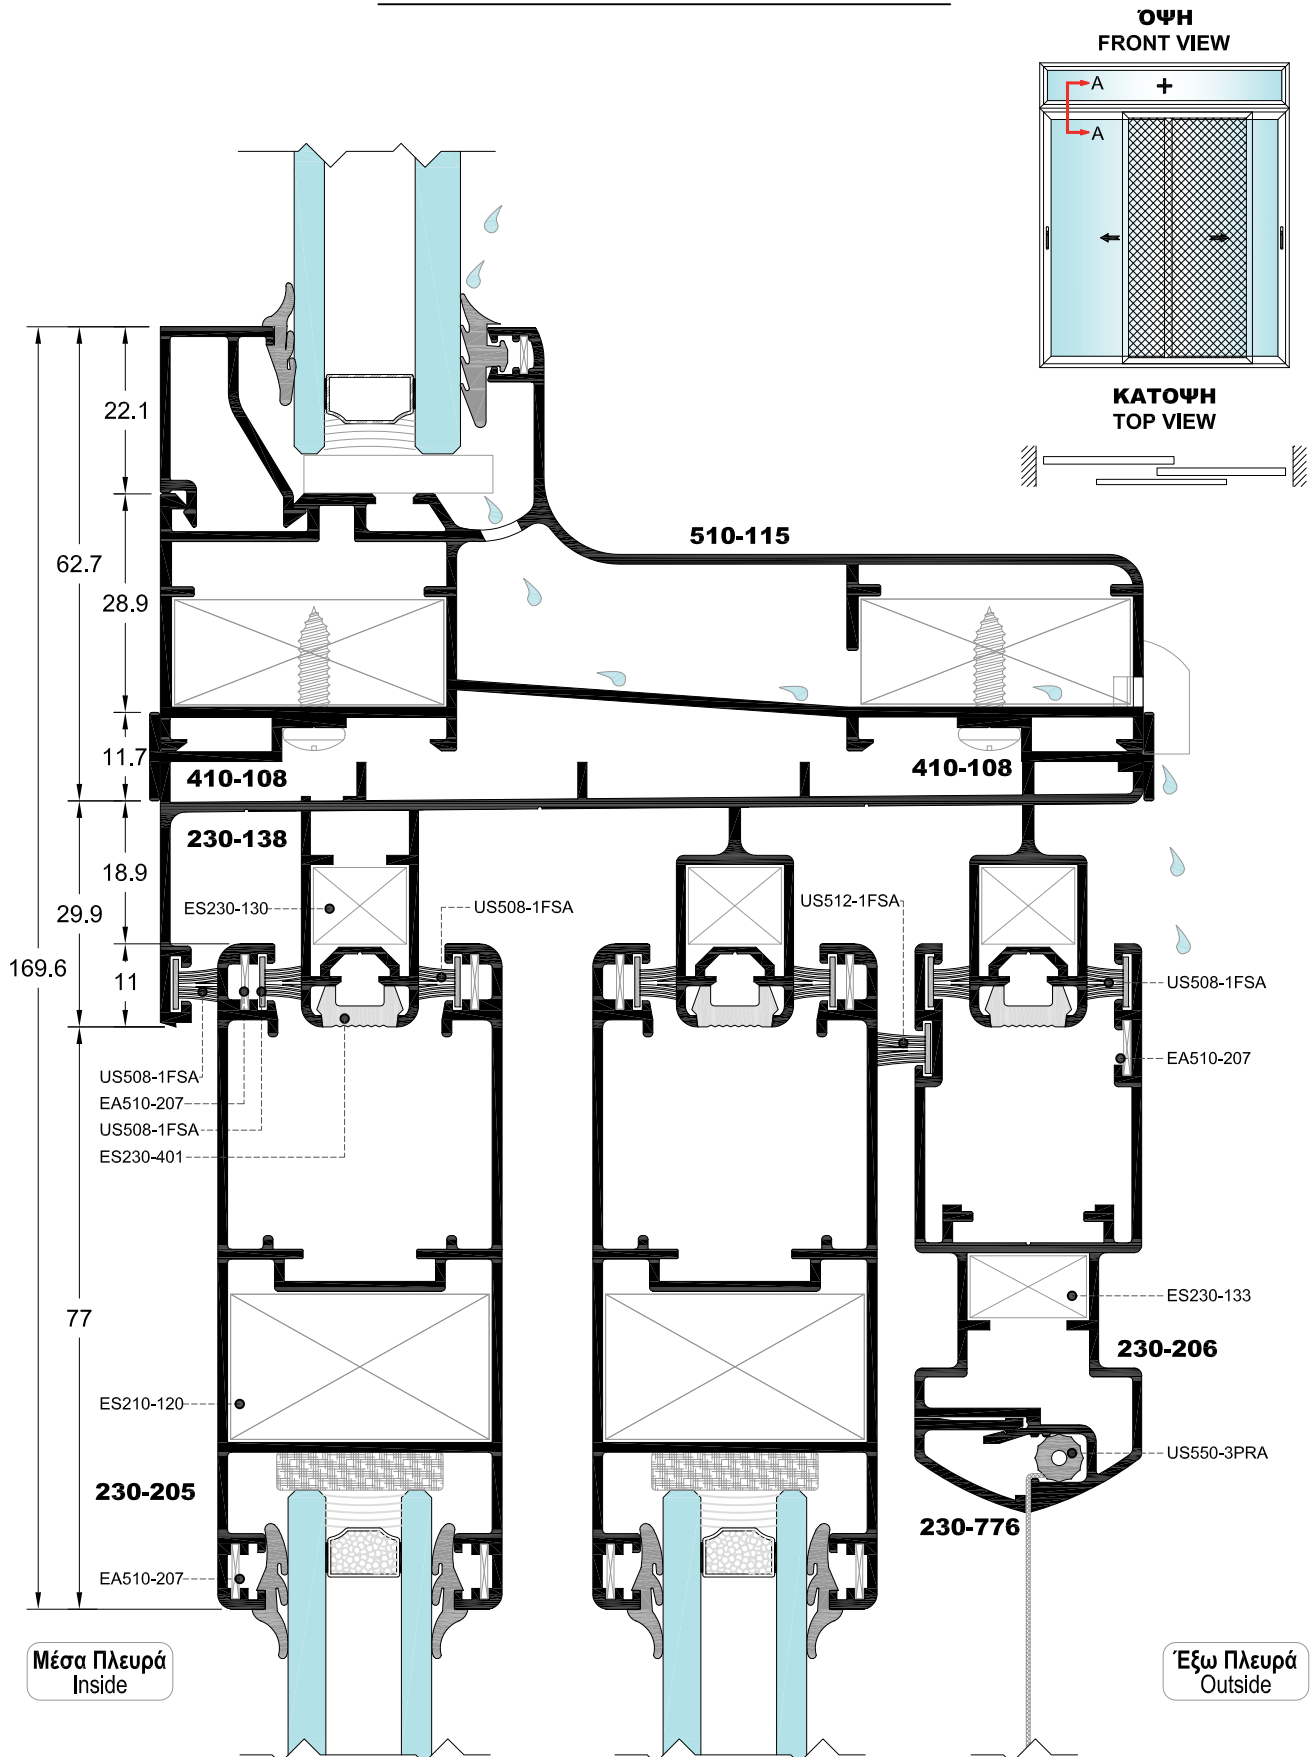 ΌΨΗ
FRONT VIEW
A
A
ΚΑΤΟΨΗ
TOP VIEW
22.1
62.7
28.9
11.7
18.9
29.9
169.6
11
77
510-115
410-108
410-108
230-138
ES230-130
US508-1FSA
US512-1FSA
US508-1FSA
EA510-207
US508-1FSA
EA510-207
US508-1FSA
ES230-401
ES230-133
230-206
ES210-120
US550-3PRA
230-205
230-776
EA510-207
Μέσα Πλευρά
Inside
Έξω Πλευρά
Outside